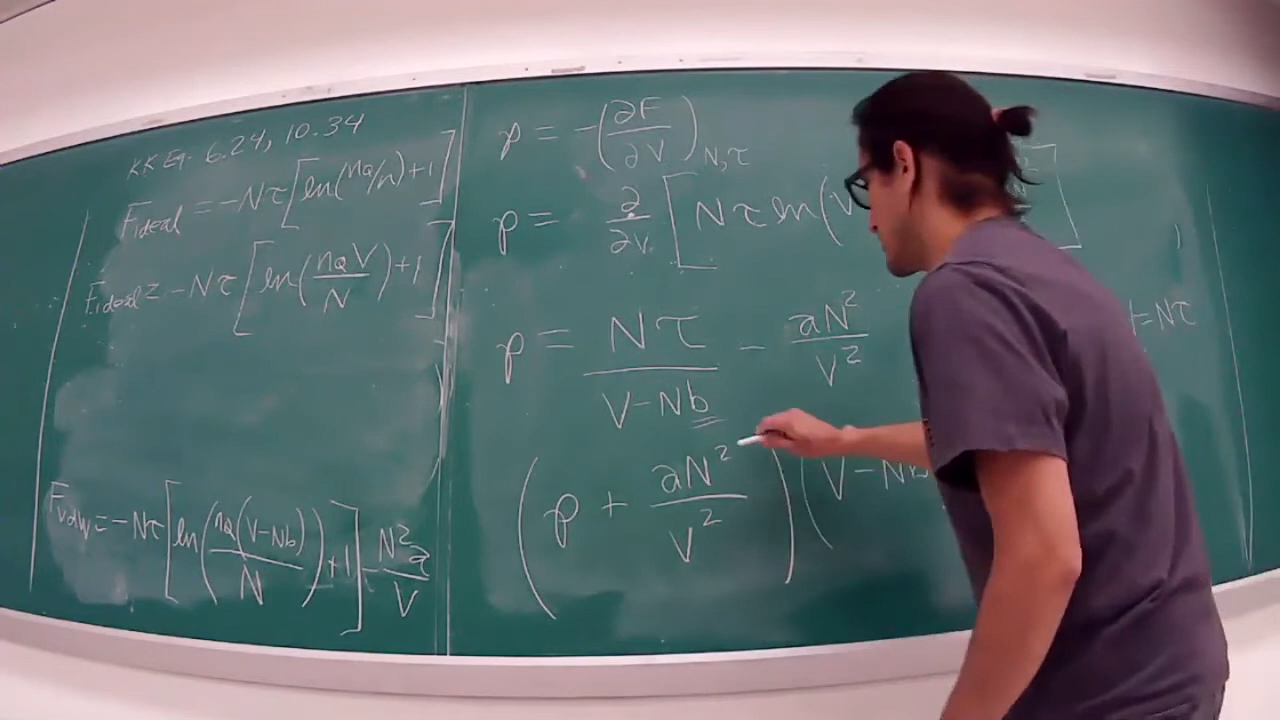 KK Eq. 6.24, 10.34
F_ideal = -Nτ[ln(n_Q/n)+1]
F_ideal = -Nτ[ln(n_Q V/N)+1]
F_vdW = -Nτ[ln(n_Q(V-Nb)/N)+1] - N²a/V
p = -(∂F/∂V)_N,τ
p = ∂/∂V [Nτ ln(V
p = Nτ/(V-Nb) - aN²/V²
=Nτ
(p + aN²/V²)(V-Nb